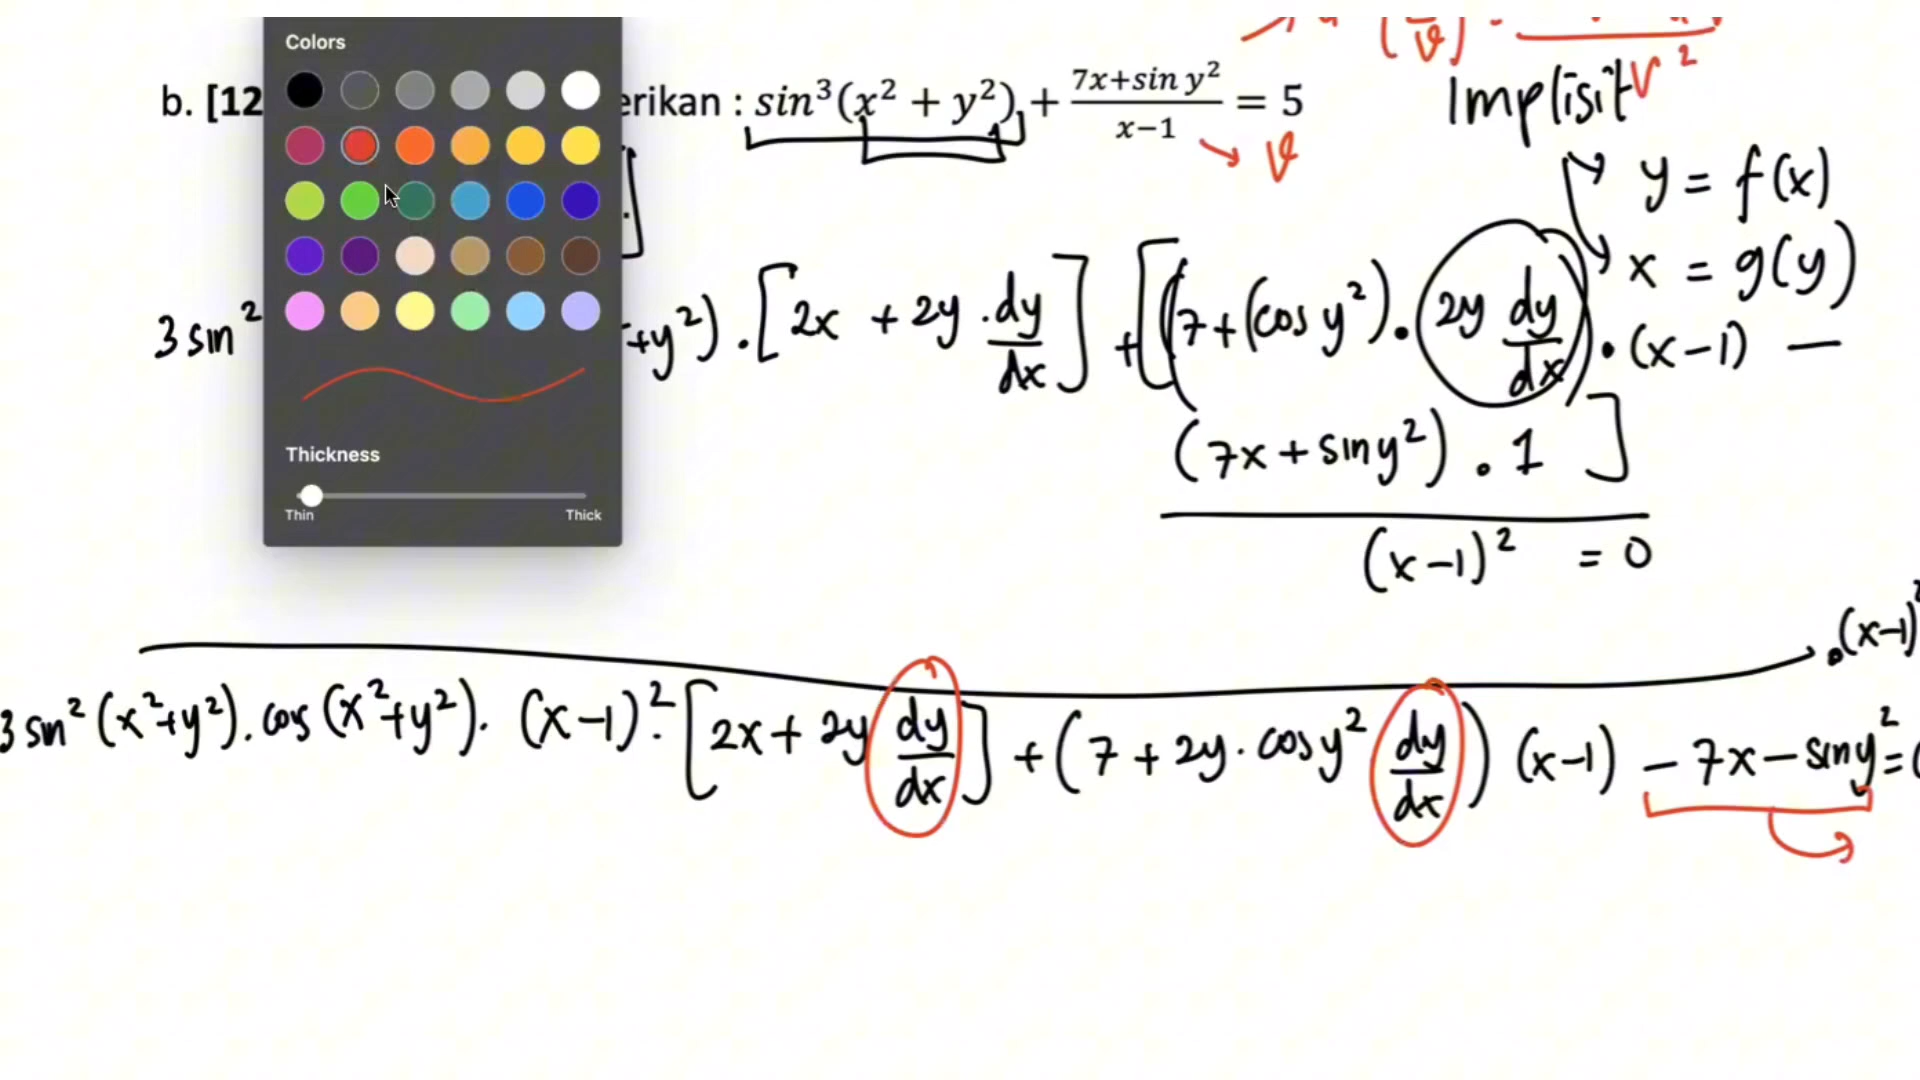 Colors
b. [12 erikan : sin³(x² + y²) + (7x+sin y²)/(x−1) = 5
→ v
( /v) · v²
Implisit
y = f(x)
x = g(y)
3 sin² +y²) · [2x + 2y · dy/dx] + [(7 + (cos y²) · 2y dy/dx) · (x−1) −
(7x + sin y²) · 1 ]
(x−1)² = 0
Thickness
Thin Thick
· (x−1)²
3 sin² (x²+y²) · cos (x²+y²) · (x−1)² · [2x + 2y dy/dx] + (7 + 2y · cos y² dy/dx) (x−1) − 7x − sin y² =